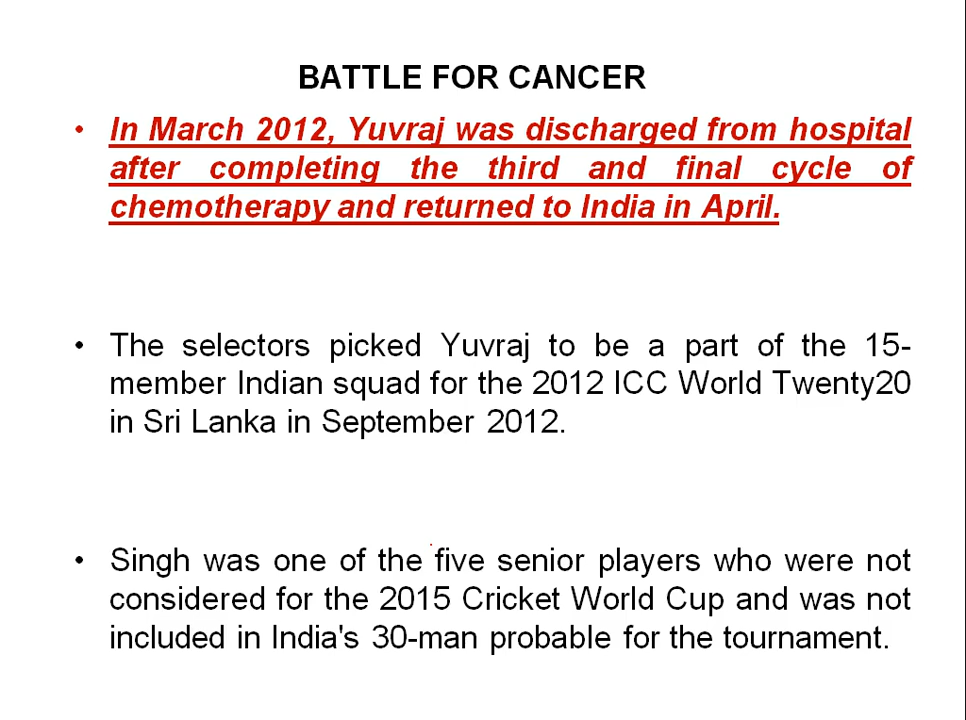 BATTLE FOR CANCER
• In March 2012, Yuvraj was discharged from hospital
after completing the third and final cycle of
chemotherapy and returned to India in April.
• The selectors picked Yuvraj to be a part of the 15-
member Indian squad for the 2012 ICC World Twenty20
in Sri Lanka in September 2012.
• Singh was one of the five senior players who were not
considered for the 2015 Cricket World Cup and was not
included in India's 30-man probable for the tournament.